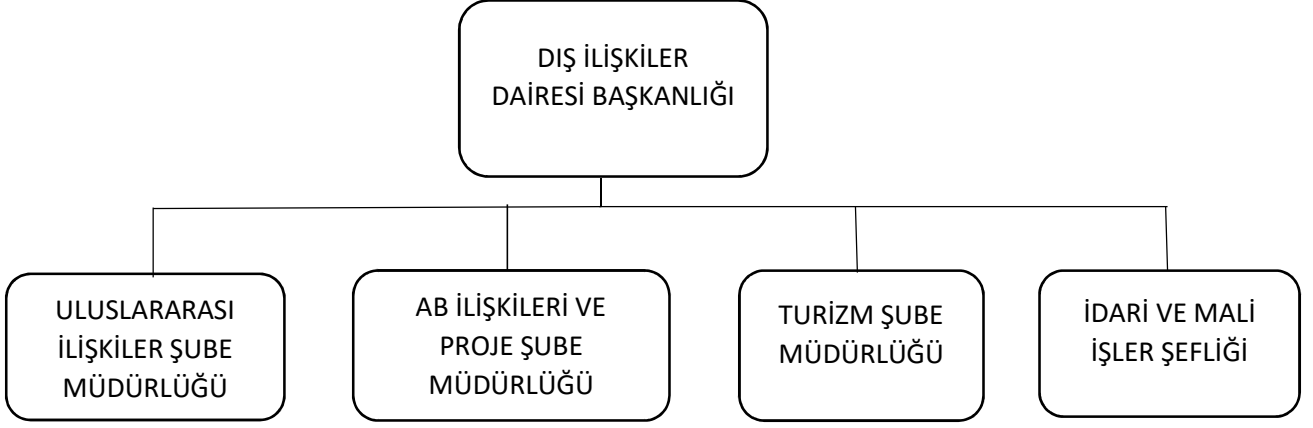 DIŞ İLİŞKİLER
DAİRESİ BAŞKANLIĞI
ULUSLARARASI
İLİŞKİLER ŞUBE
MÜDÜRLÜĞÜ
AB İLİŞKİLERİ VE
PROJE ŞUBE
MÜDÜRLÜĞÜ
TURİZM ŞUBE
MÜDÜRLÜĞÜ
İDARİ VE MALİ
İŞLER ŞEFLİĞİ